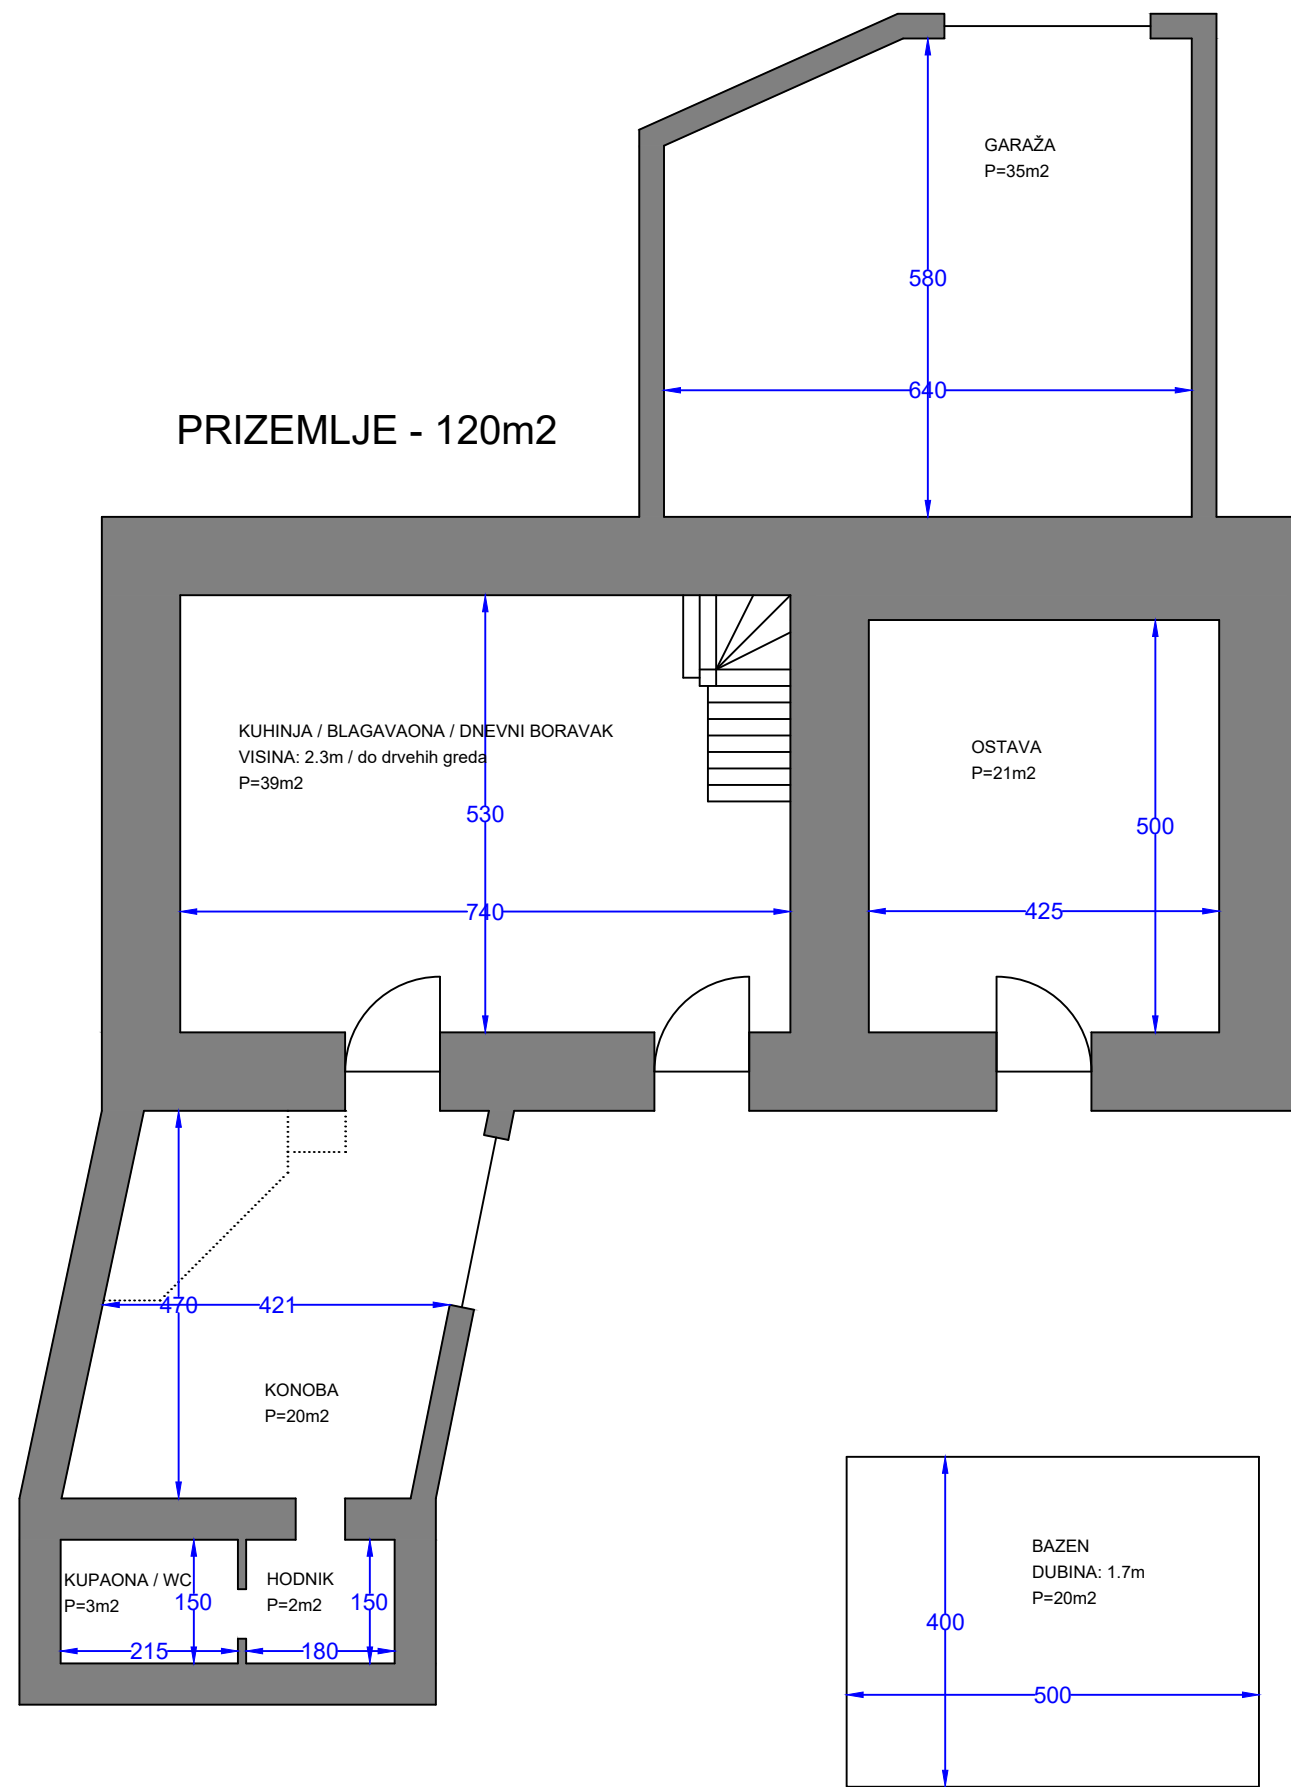 GARAŽA
P=35m2
580
640
PRIZEMLJE - 120m2
KUHINJA / BLAGAVAONA / DNEVNI BORAVAK
VISINA: 2.3m / do drvehih greda
P=39m2
530
740
OSTAVA
P=21m2
500
425
470
421
KONOBA
P=20m2
KUPAONA / WC
P=3m2
150
215
HODNIK
P=2m2
150
180
BAZEN
DUBINA: 1.7m
P=20m2
400
500